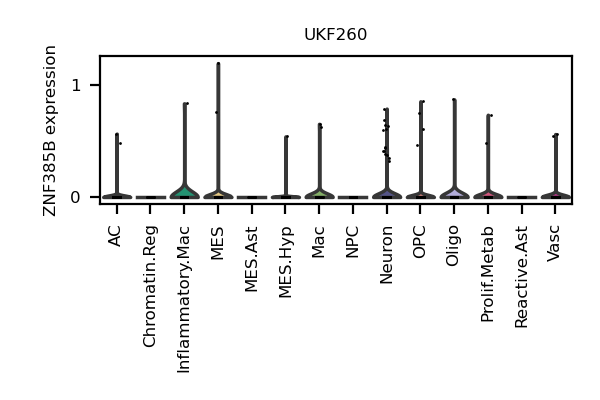 UKF260
ZNF385B expression
1
0
AC
Chromatin.Reg
Inflammatory.Mac
MES
MES.Ast
MES.Hyp
Mac
NPC
Neuron
OPC
Oligo
Prolif.Metab
Reactive.Ast
Vasc